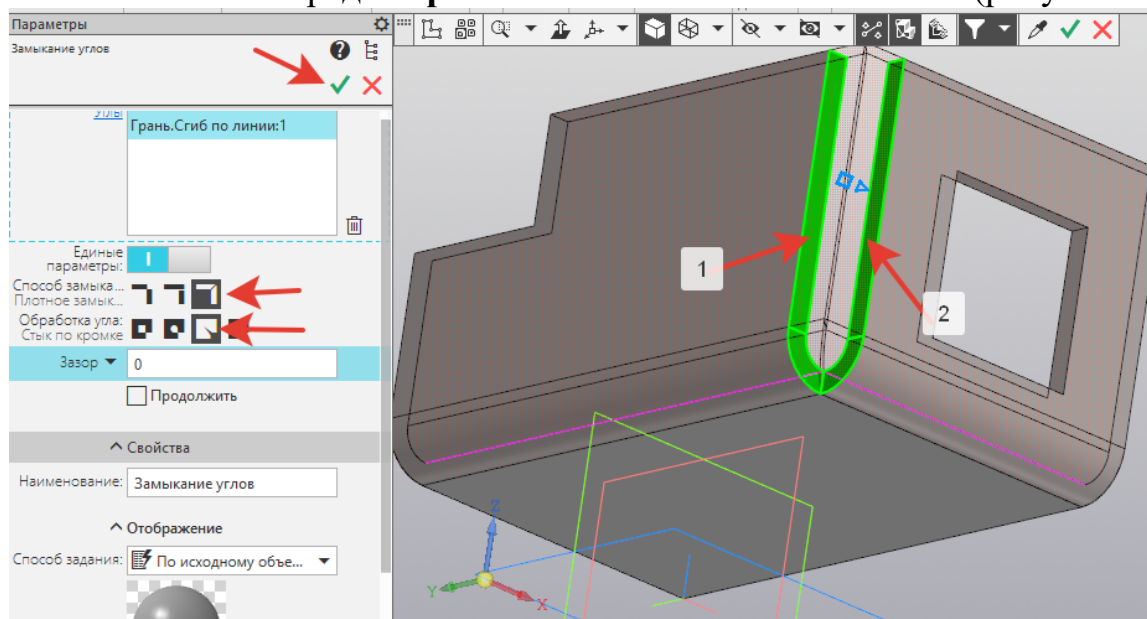 Параметры
Замыкание углов
Углы
Грань.Сгиб по линии:1
Единые
параметры:
Способ замыка...
Плотное замык...
Обработка угла:
Стык по кромке
Зазор 0
Продолжить
Свойства
Наименование: Замыкание углов
Отображение
Способ задания: По исходному объе...
1
2
Z
Y
X